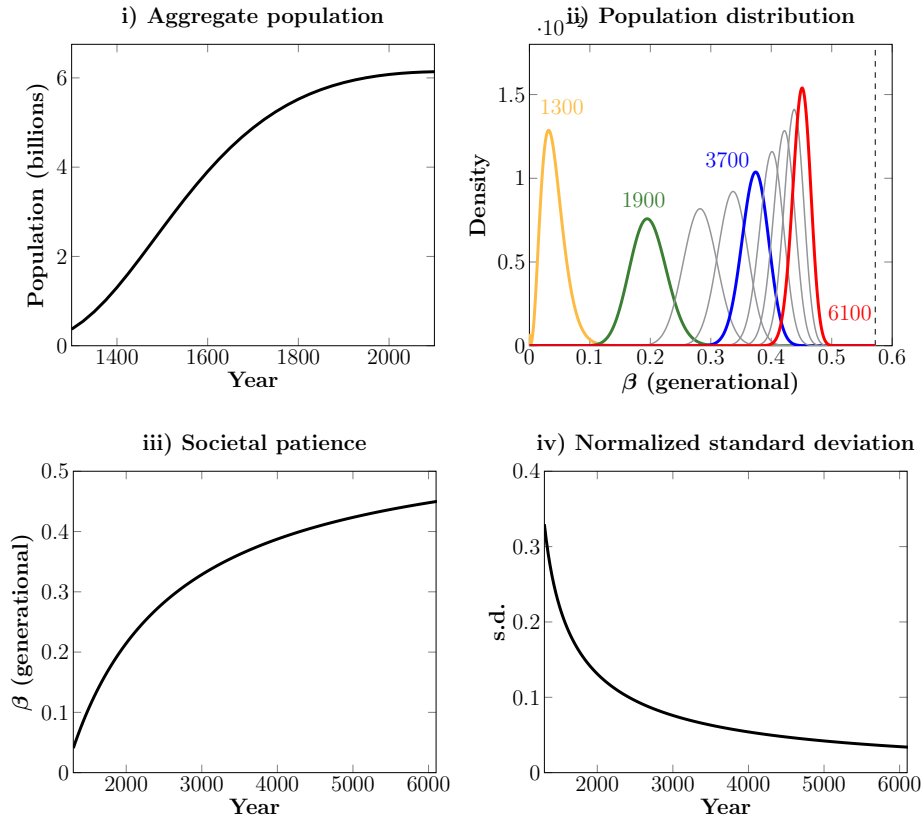 i) Aggregate population
Population (billions)
6
4
2
0
1400 1600 1800 2000
Year
ii) Population distribution
·10⁻²
Density
1.5
1
0.5
0
1300
1900
3700
6100
0 0.1 0.2 0.3 0.4 0.5 0.6
β (generational)
iii) Societal patience
β (generational)
0.5
0.4
0.3
0.2
0.1
0
2000 3000 4000 5000 6000
Year
iv) Normalized standard deviation
s.d.
0.4
0.3
0.2
0.1
0
2000 3000 4000 5000 6000
Year